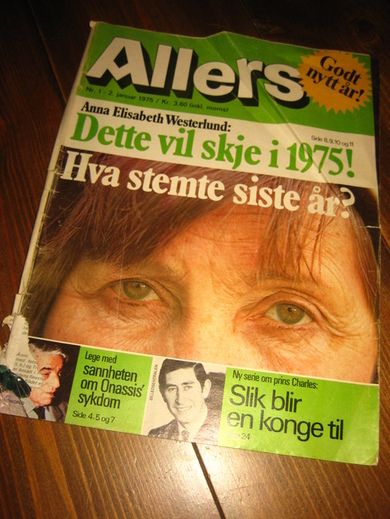 Allers
Godt
nytt år!
Nr. 1 - 2. januar 1975 / Kr. 3.60 (inkl. moms)
Anna Elisabeth Westerlund:
Side 8,9,10 og 11
Dette vil skje i 1975!
Hva stemte siste år?
Lege med
sannheten
om Onassis'
sykdom
Side 4-5 og 7
Ny serie om prins Charles:
Slik blir
en konge til
24